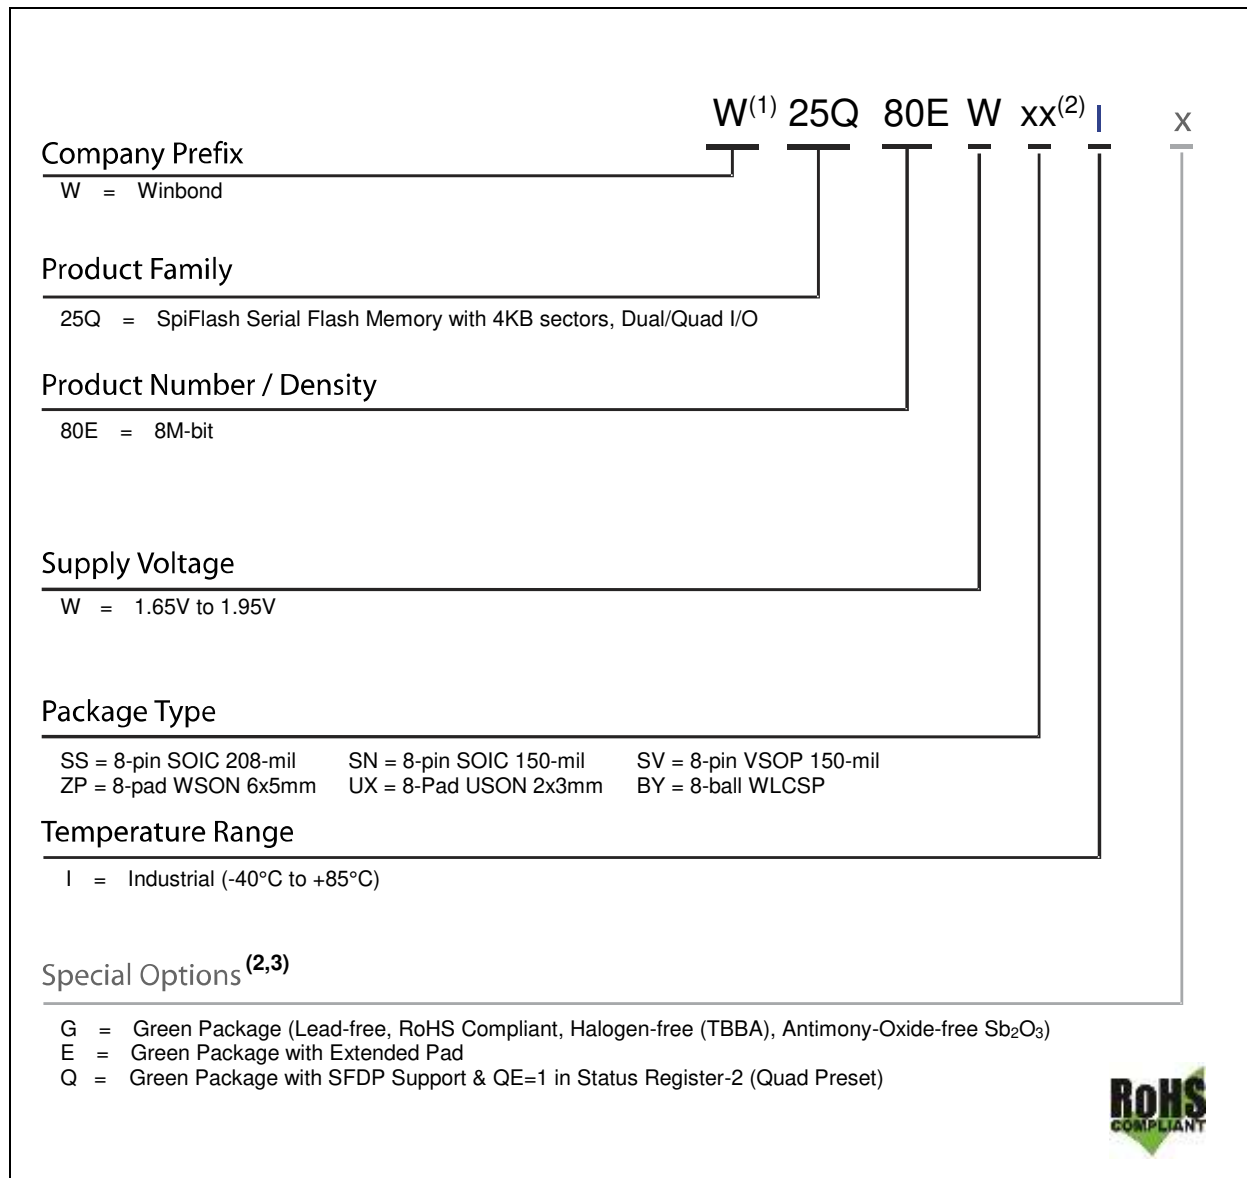 W(1) 25Q 80E W xx(2) I x
Company Prefix
W = Winbond
Product Family
25Q = SpiFlash Serial Flash Memory with 4KB sectors, Dual/Quad I/O
Product Number / Density
80E = 8M-bit
Supply Voltage
W = 1.65V to 1.95V
Package Type
SS = 8-pin SOIC 208-mil SN = 8-pin SOIC 150-mil SV = 8-pin VSOP 150-mil
ZP = 8-pad WSON 6x5mm UX = 8-Pad USON 2x3mm BY = 8-ball WLCSP
Temperature Range
I = Industrial (-40°C to +85°C)
Special Options (2,3)
G = Green Package (Lead-free, RoHS Compliant, Halogen-free (TBBA), Antimony-Oxide-free Sb₂O₃)
E = Green Package with Extended Pad
Q = Green Package with SFDP Support & QE=1 in Status Register-2 (Quad Preset)
RoHS
COMPLIANT